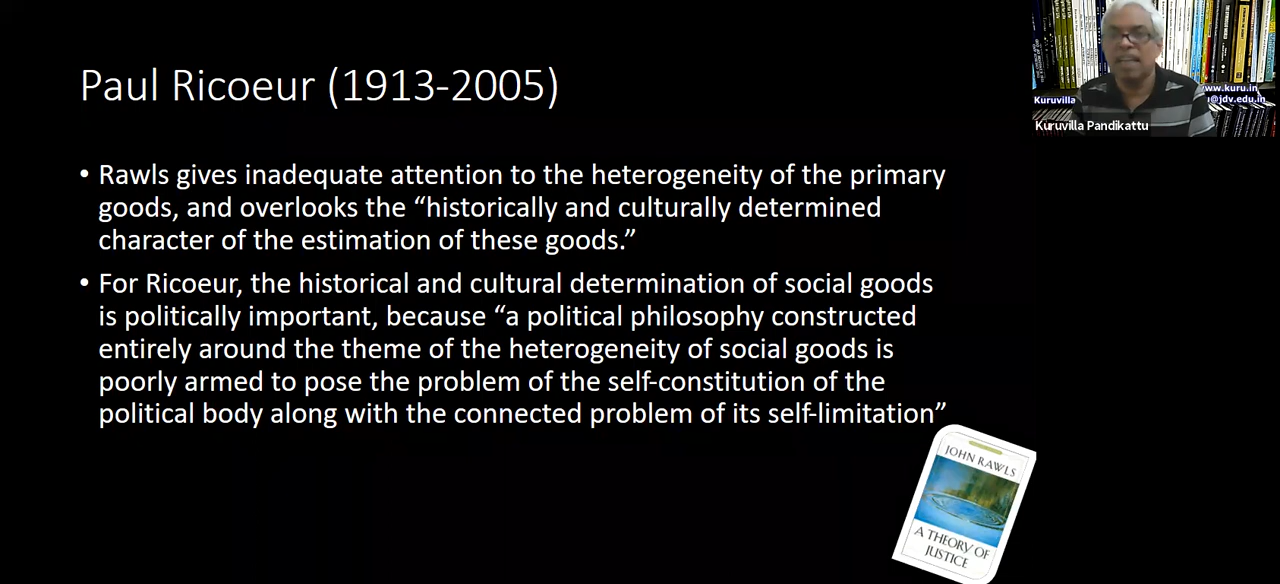 Paul Ricoeur (1913-2005)
• Rawls gives inadequate attention to the heterogeneity of the primary
goods, and overlooks the “historically and culturally determined
character of the estimation of these goods.”
• For Ricoeur, the historical and cultural determination of social goods
is politically important, because “a political philosophy constructed
entirely around the theme of the heterogeneity of social goods is
poorly armed to pose the problem of the self-constitution of the
political body along with the connected problem of its self-limitation”
JOHN RAWLS
A THEORY OF
JUSTICE
www.kuru.in
Kuruvilla
@jdv.edu.in
Kuruvilla Pandikattu